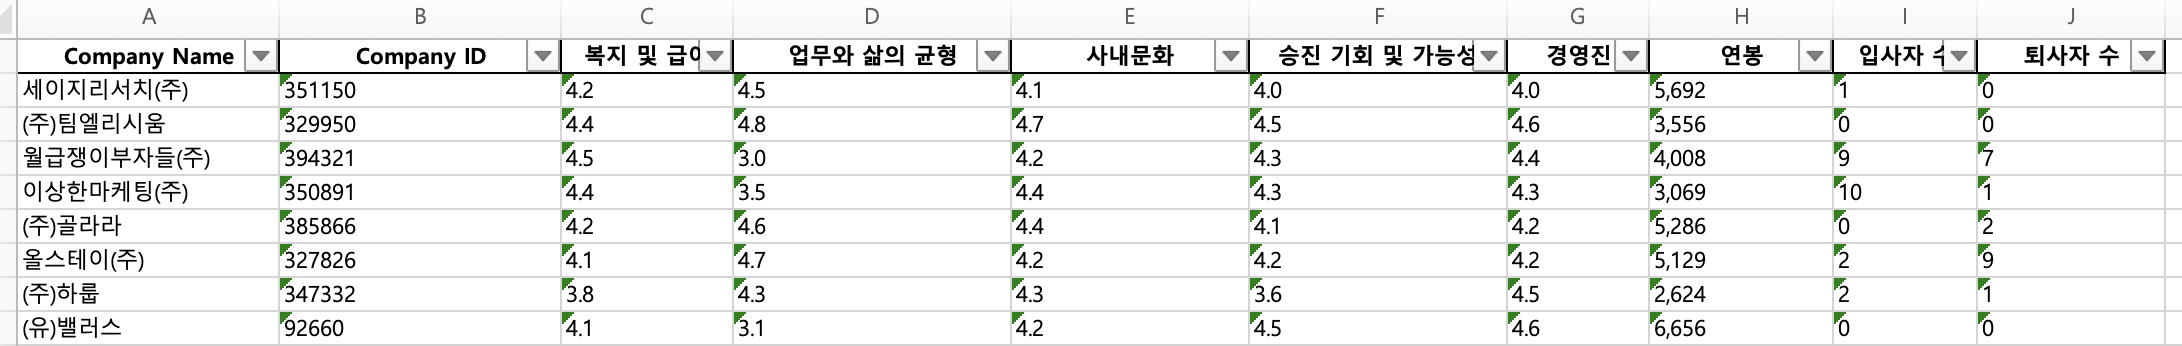 A B C D E F G H I J
Company Name Company ID 복지 및 급 업무와 삶의 균형 사내문화 승진 기회 및 가능성 경영진 연봉 입사자 퇴사자 수
세이지리서치(주) 351150 4.2 4.5 4.1 4.0 4.0 5,692 1 0
(주)팀엘리시움 329950 4.4 4.8 4.7 4.5 4.6 3,556 0 0
월급쟁이부자들(주) 394321 4.5 3.0 4.2 4.3 4.4 4,008 9 7
이상한마케팅(주) 350891 4.4 3.5 4.4 4.3 4.3 3,069 10 1
(주)골라라 385866 4.2 4.6 4.4 4.1 4.2 5,286 0 2
올스테이(주) 327826 4.1 4.7 4.2 4.2 4.2 5,129 2 9
(주)하룹 347332 3.8 4.3 4.3 3.6 4.5 2,624 2 1
(유)밸러스 92660 4.1 3.1 4.2 4.5 4.6 6,656 0 0